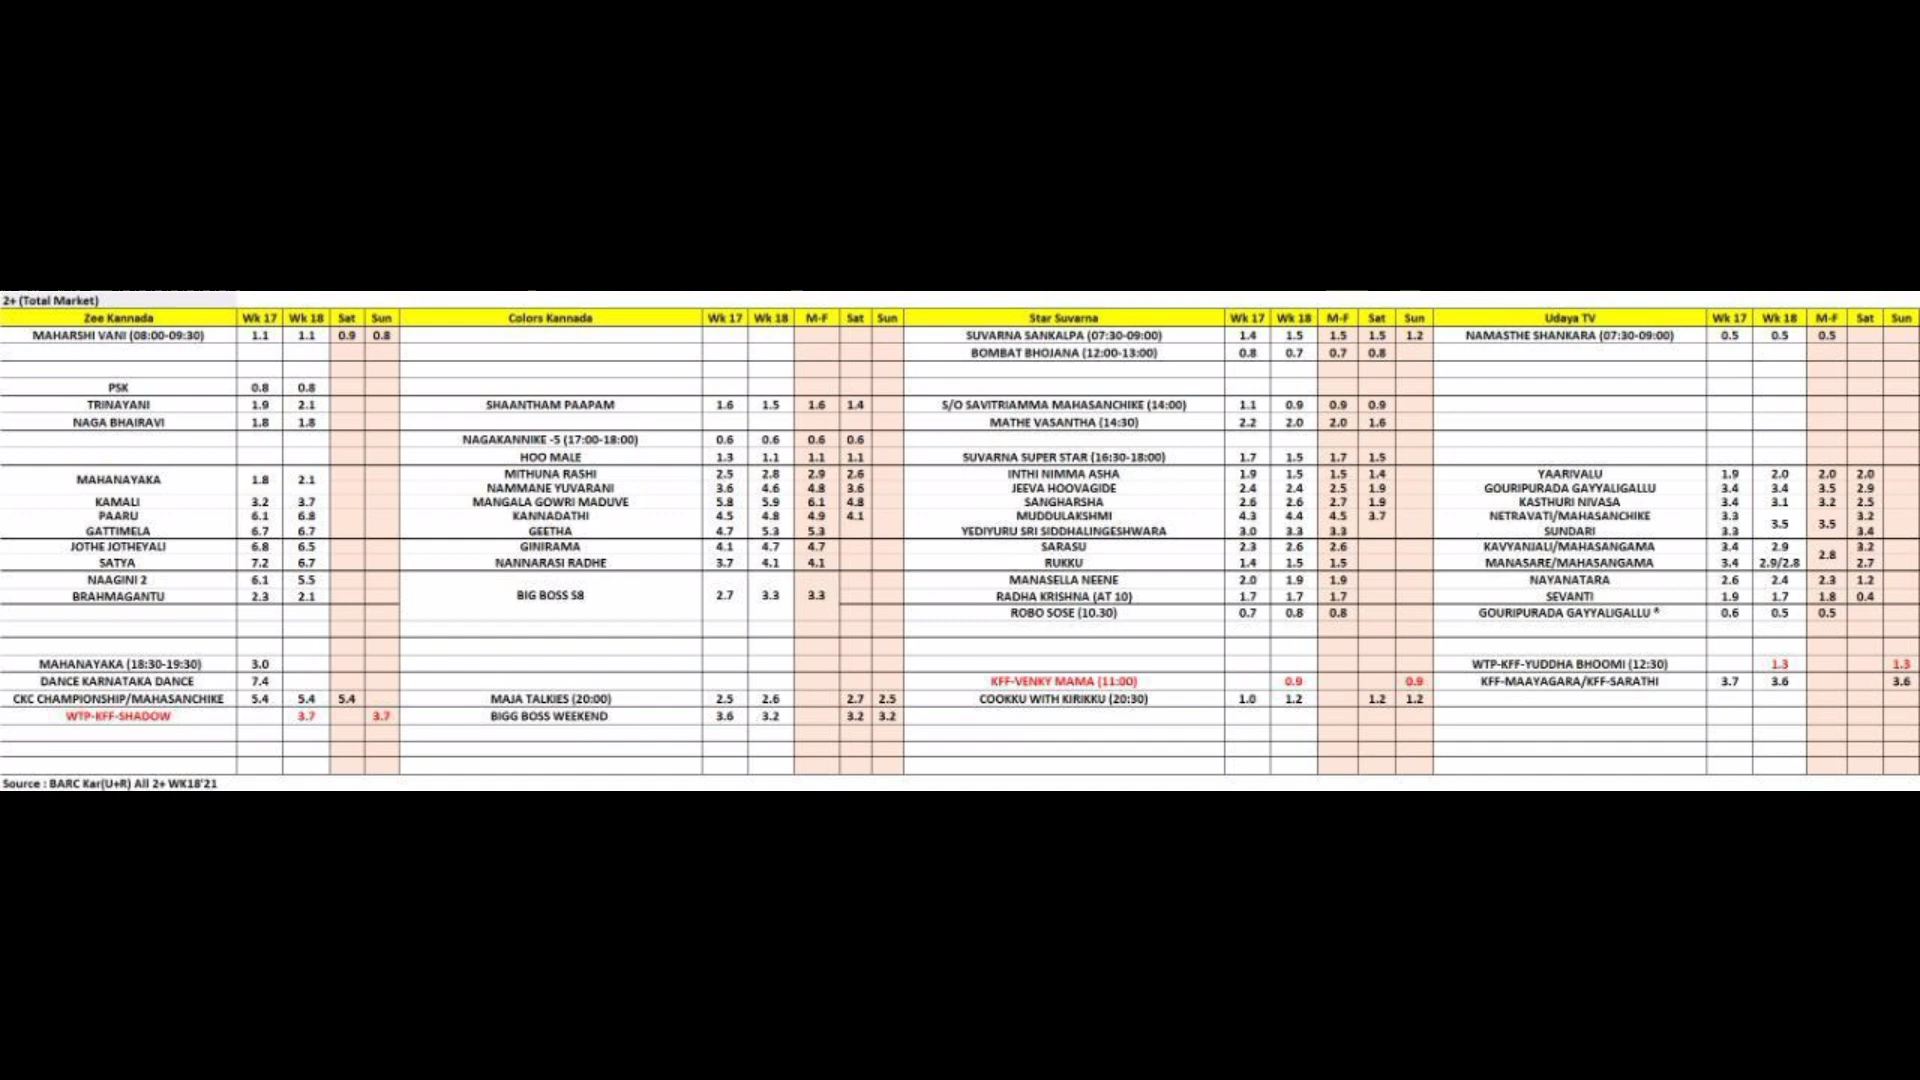 2+ (Total Market)
Zee Kannada Wk 17 Wk 18 Sat Sun Colors Kannada Wk 17 Wk 18 M-F Sat Sun Star Suvarna Wk 17 Wk 18 M-F Sat Sun Udaya TV Wk 17 Wk 18 M-F Sat Sun
MAHARSHI VANI (08:00-09:30) 1.1 1.1 0.9 0.8 SUVARNA SANKALPA (07:30-09:00) 1.4 1.5 1.5 1.5 1.2 NAMASTHE SHANKARA (07:30-09:00) 0.5 0.5 0.5
BOMBAT BHOJANA (12:00-13:00) 0.8 0.7 0.7 0.8
PSK 0.8 0.8
TRINAYANI 1.9 2.1 SHAANTHAM PAAPAM 1.6 1.5 1.6 1.4 S/O SAVITRIAMMA MAHASANCHIKE (14:00) 1.1 0.9 0.9 0.9
NAGA BHAIRAVI 1.8 1.8 MATHE VASANTHA (14:30) 2.2 2.0 2.0 1.6
NAGAKANNIKE -5 (17:00-18:00) 0.6 0.6 0.6 0.6
HOO MALE 1.3 1.1 1.1 1.1 SUVARNA SUPER STAR (16:30-18:00) 1.7 1.5 1.7 1.5
MAHANAYAKA 1.8 2.1 MITHUNA RASHI 2.5 2.8 2.9 2.6 INTHI NIMMA ASHA 1.9 1.5 1.5 1.4 YAARIVALU 1.9 2.0 2.0 2.0
NAMMANE YUVARANI 3.6 4.6 4.8 3.6 JEEVA HOOVAGIDE 2.4 2.4 2.5 1.9 GOURIPURADA GAYYALIGALLU 3.4 3.4 3.5 2.9
KAMALI 3.2 3.7 MANGALA GOWRI MADUVE 5.8 5.9 6.1 4.8 SANGHARSHA 2.6 2.6 2.7 1.9 KASTHURI NIVASA 3.4 3.1 3.2 2.5
PAARU 6.1 6.8 KANNADATHI 4.5 4.8 4.9 4.1 MUDDULAKSHMI 4.3 4.4 4.5 3.7 NETRAVATI/MAHASANCHIKE 3.3 3.5 3.5 3.2
GATTIMELA 6.7 6.7 GEETHA 4.7 5.3 5.3 YEDIYURU SRI SIDDHALINGESHWARA 3.0 3.3 3.3 SUNDARI 3.3 3.4
JOTHE JOTHEYALI 6.8 6.5 GINIRAMA 4.1 4.7 4.7 SARASU 2.3 2.6 2.6 KAVYANJALI/MAHASANGAMA 3.4 2.9 2.8 3.2
SATYA 7.2 6.7 NANNARASI RADHE 3.7 4.1 4.1 RUKKU 1.4 1.5 1.5 MANASARE/MAHASANGAMA 3.4 2.9/2.8 2.7
NAAGINI 2 6.1 5.5 BIG BOSS S8 2.7 3.3 3.3 MANASELLA NEENE 2.0 1.9 1.9 NAYANATARA 2.6 2.4 2.3 1.2
BRAHMAGANTU 2.3 2.1 RADHA KRISHNA (AT 10) 1.7 1.7 1.7 SEVANTI 1.9 1.7 1.8 0.4
ROBO SOSE (10.30) 0.7 0.8 0.8 GOURIPURADA GAYYALIGALLU * 0.6 0.5 0.5
MAHANAYAKA (18:30-19:30) 3.0 WTP-KFF-YUDDHA BHOOMI (12:30) 1.3 1.3
DANCE KARNATAKA DANCE 7.4 KFF-VENKY MAMA (11:00) 0.9 0.9 KFF-MAAYAGARA/KFF-SARATHI 3.7 3.6 3.6
CKC CHAMPIONSHIP/MAHASANCHIKE 5.4 5.4 5.4 MAJA TALKIES (20:00) 2.5 2.6 2.7 2.5 COOKKU WITH KIRIKKU (20:30) 1.0 1.2 1.2 1.2
WTP-KFF-SHADOW 3.7 3.7 BIGG BOSS WEEKEND 3.6 3.2 3.2 3.2
Source : BARC Kar(U+R) All 2+ WK18'21